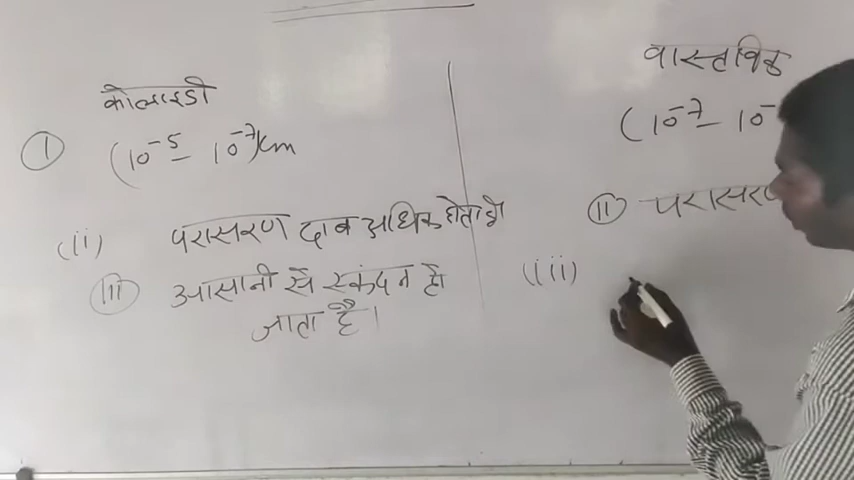 कोलाइडी
① (10⁻⁵ – 10⁻⁷)cm
(ii) परासरण दाब अधिक होता है
(iii) आसानी से स्कंदन हो
जाता है।
वास्तविक
(10⁻⁷ – 10⁻
(ii) परासरण
(iii)